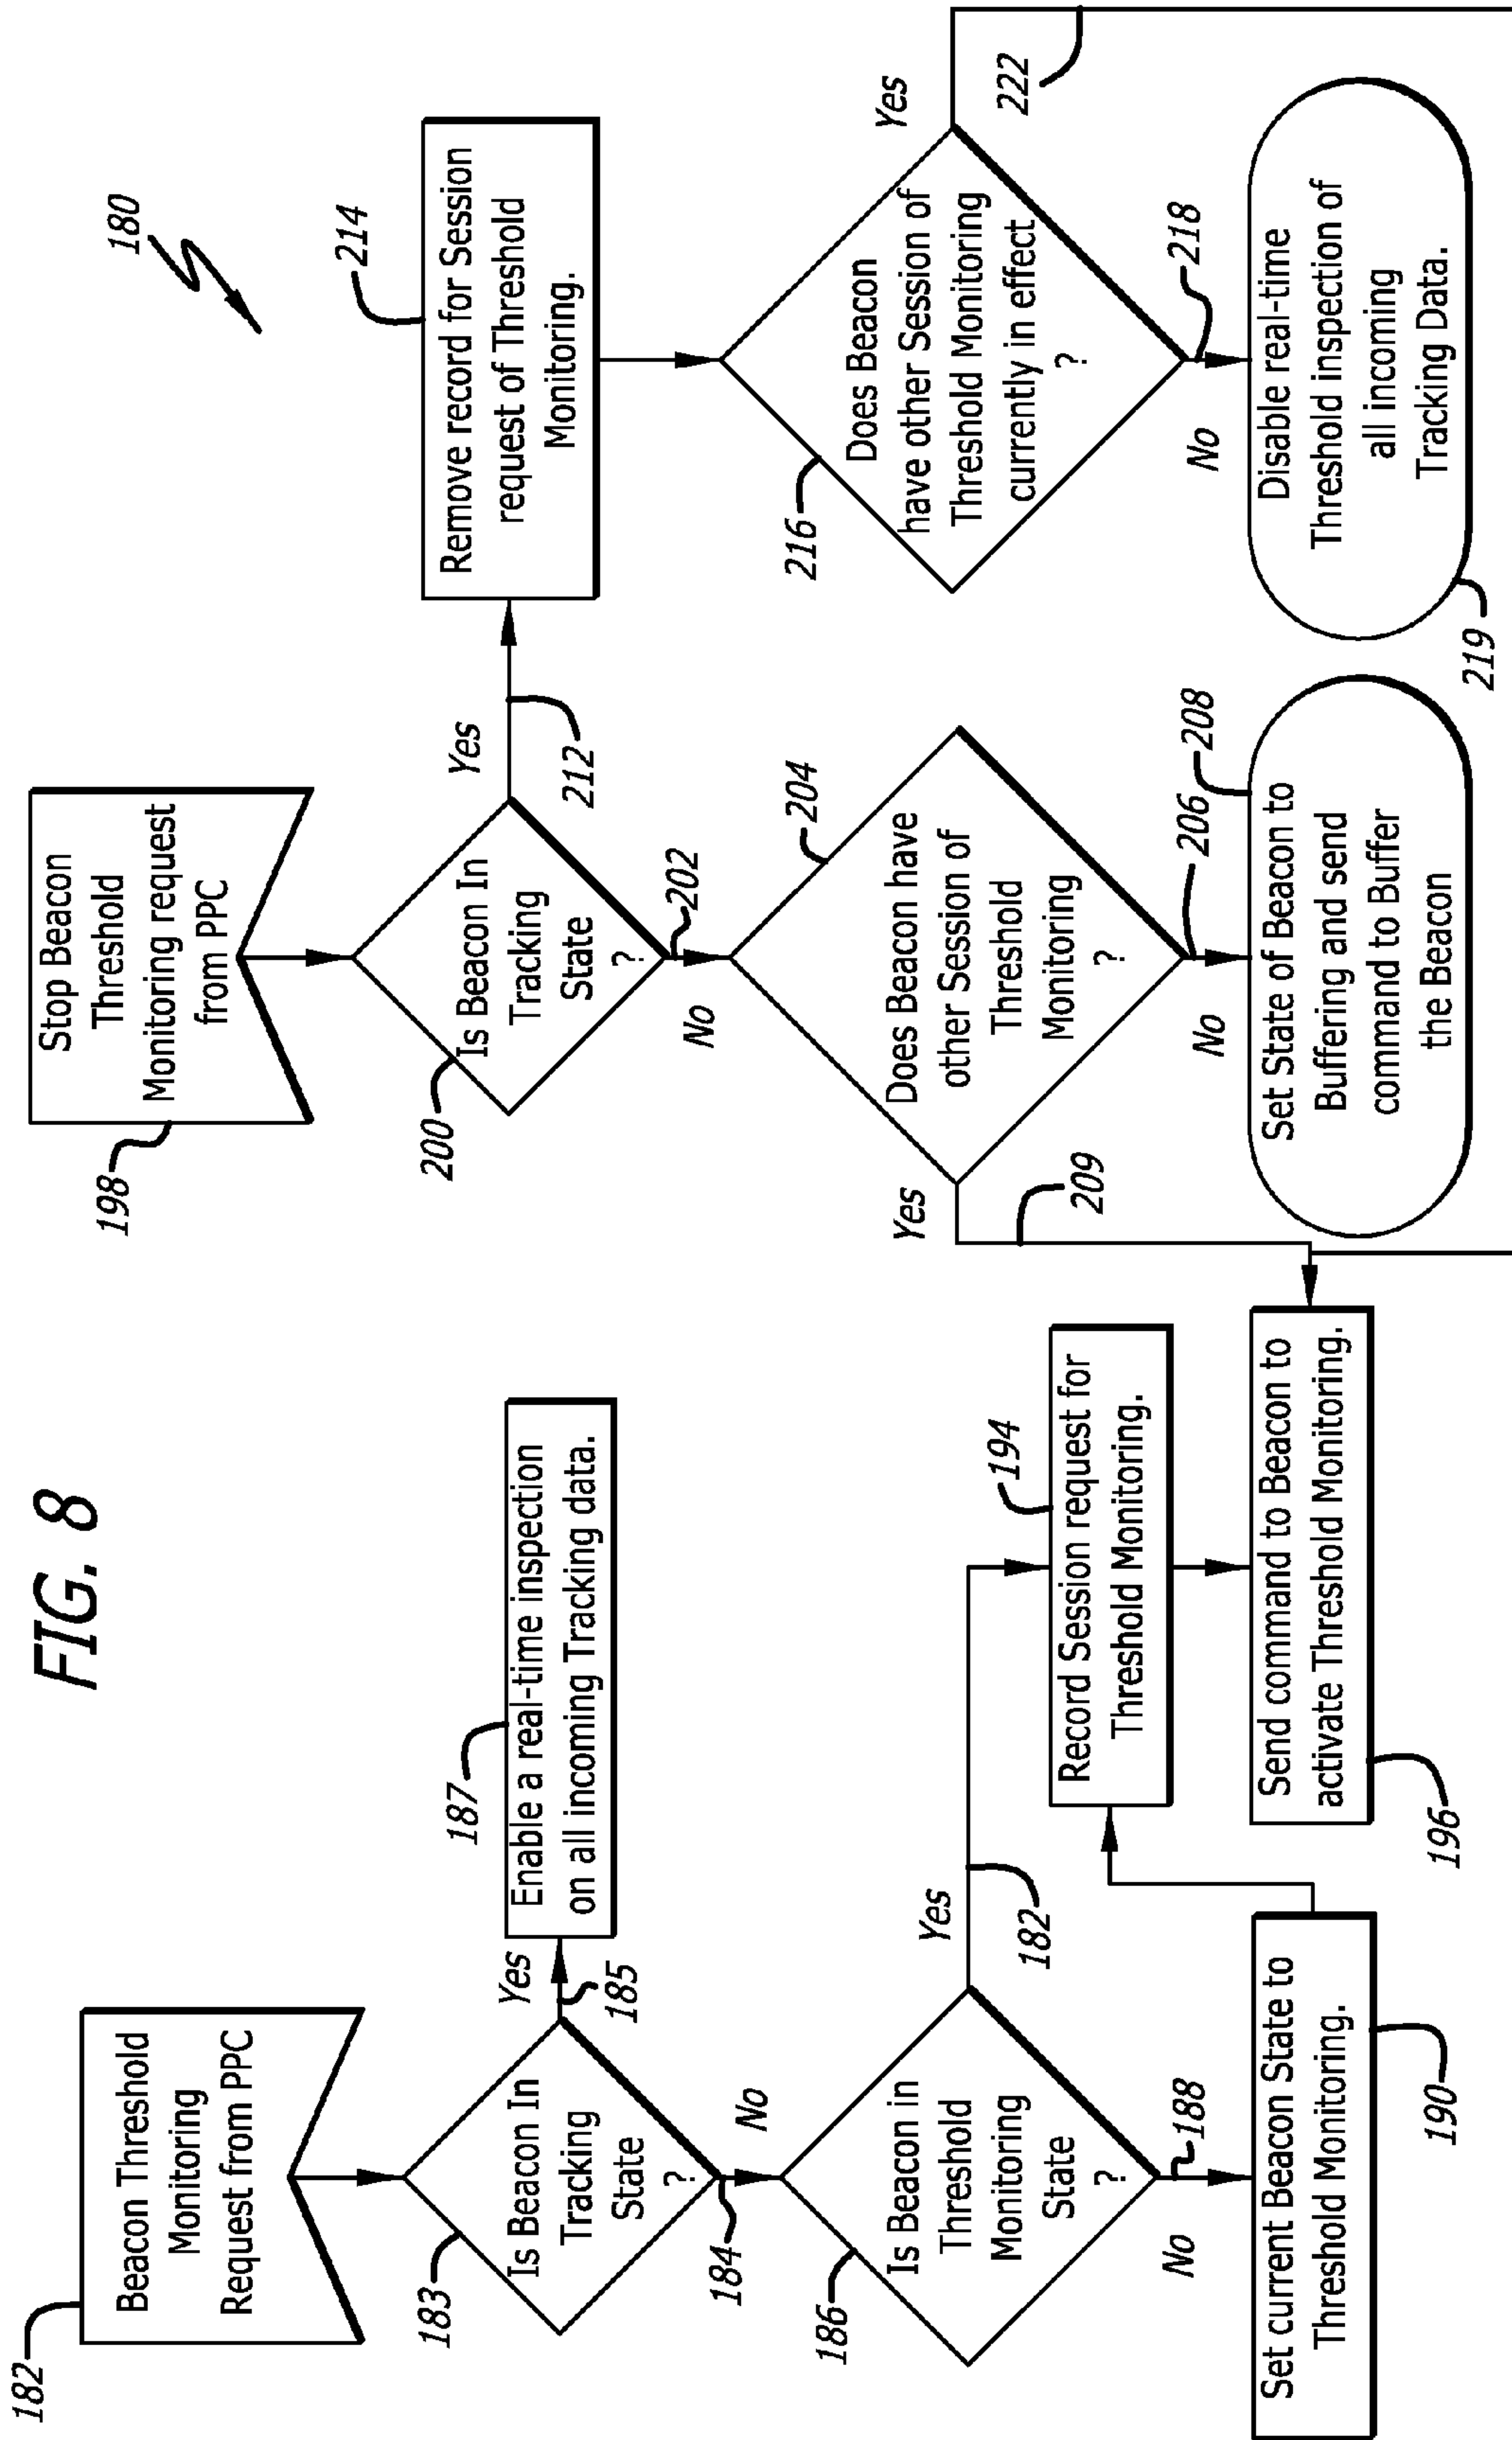 FIG. 8
180
182
Beacon Threshold
Monitoring
Request from PPC
183
Is Beacon In
Tracking
State
?
Yes
185
187
Enable a real-time inspection
on all incoming Tracking data.
184
No
186
Is Beacon in
Threshold
Monitoring
State
?
Yes
182
No
188
Set current Beacon State to
Threshold Monitoring.
190
194
Record Session request for
Threshold Monitoring.
Send command to Beacon to
activate Threshold Monitoring.
196
198
Stop Beacon
Threshold
Monitoring request
from PPC
200
Is Beacon In
Tracking
State
?
Yes
212
No
202
204
Does Beacon have
other Session of
Threshold
Monitoring
?
Yes
209
No
206
208
Set State of Beacon to
Buffering and send
command to Buffer
the Beacon
214
Remove record for Session
request of Threshold
Monitoring.
216
Does Beacon
have other Session of
Threshold Monitoring
currently in effect
?
Yes
222
No
218
Disable real-time
Threshold inspection of
all incoming
Tracking Data.
219